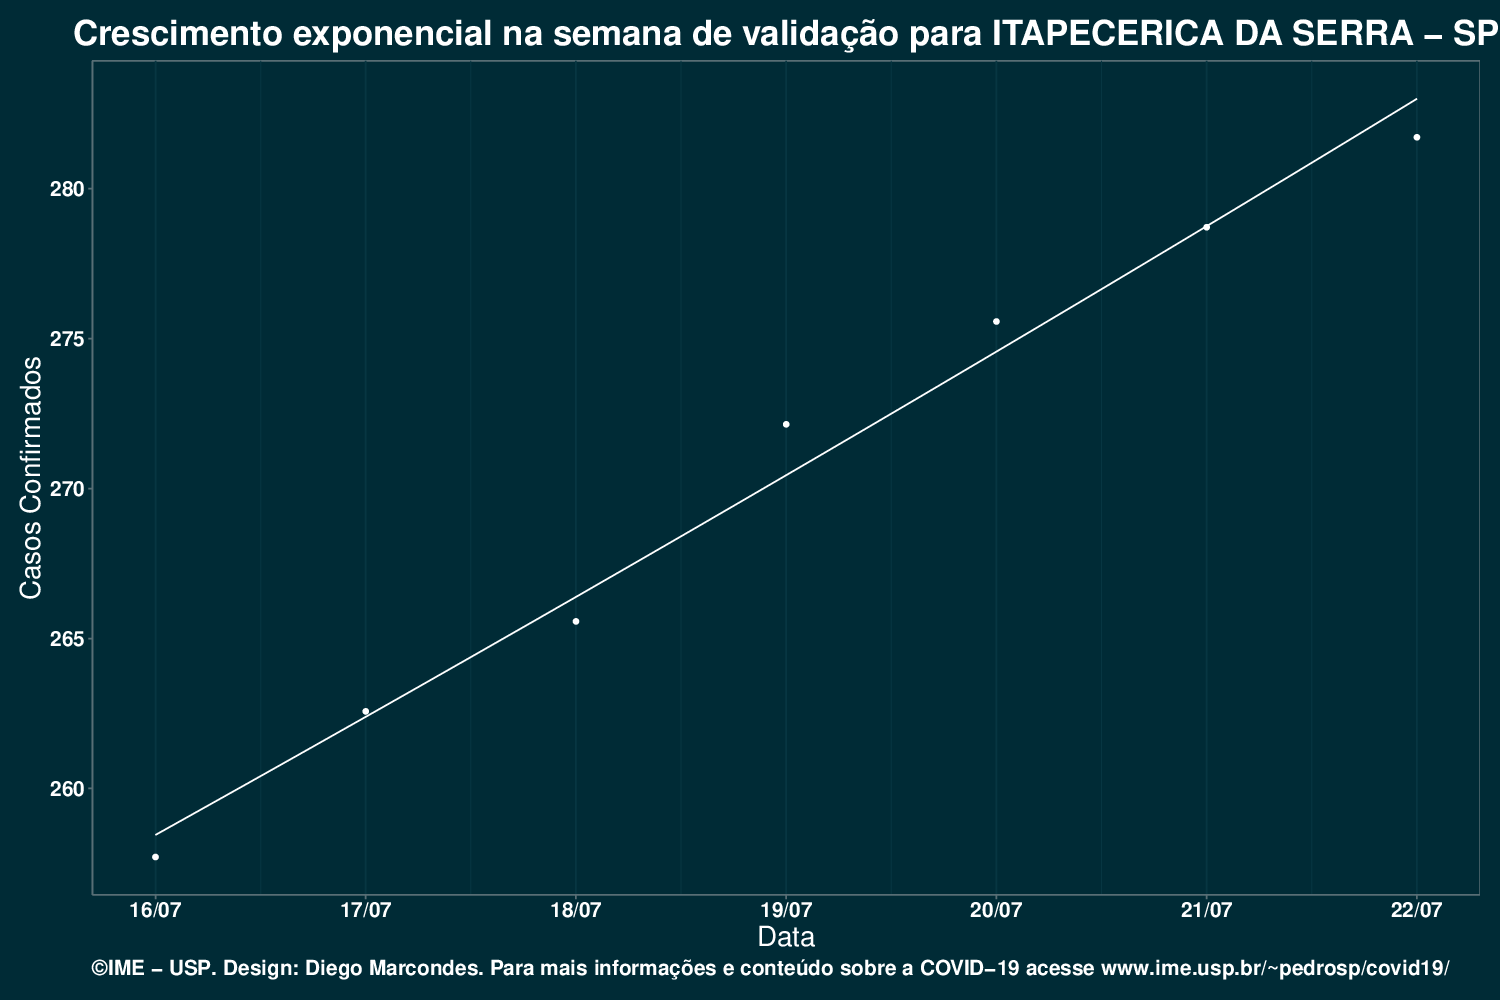 Crescimento exponencial na semana de validação para ITAPECERICA DA SERRA – SP
280
275
270
265
260
Casos Confirmados
16/07 17/07 18/07 19/07 20/07 21/07 22/07
Data
©IME – USP. Design: Diego Marcondes. Para mais informações e conteúdo sobre a COVID–19 acesse www.ime.usp.br/~pedrosp/covid19/